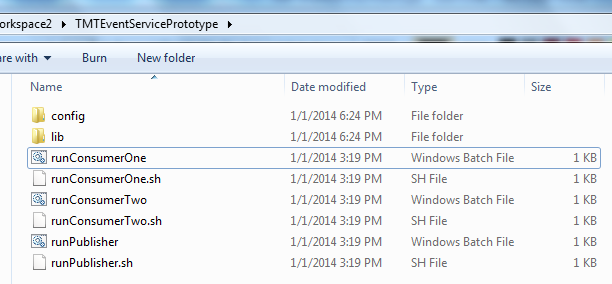 orkspace2 ▸ TMTEventServicePrototype ▸
are with ▾ Burn New folder
Name Date modified Type Size
config 1/1/2014 6:24 PM File folder
lib 1/1/2014 6:24 PM File folder
runConsumerOne 1/1/2014 3:19 PM Windows Batch File 1 KB
runConsumerOne.sh 1/1/2014 3:19 PM SH File 1 KB
runConsumerTwo 1/1/2014 3:19 PM Windows Batch File 1 KB
runConsumerTwo.sh 1/1/2014 3:19 PM SH File 1 KB
runPublisher 1/1/2014 3:19 PM Windows Batch File 1 KB
runPublisher.sh 1/1/2014 3:19 PM SH File 1 KB